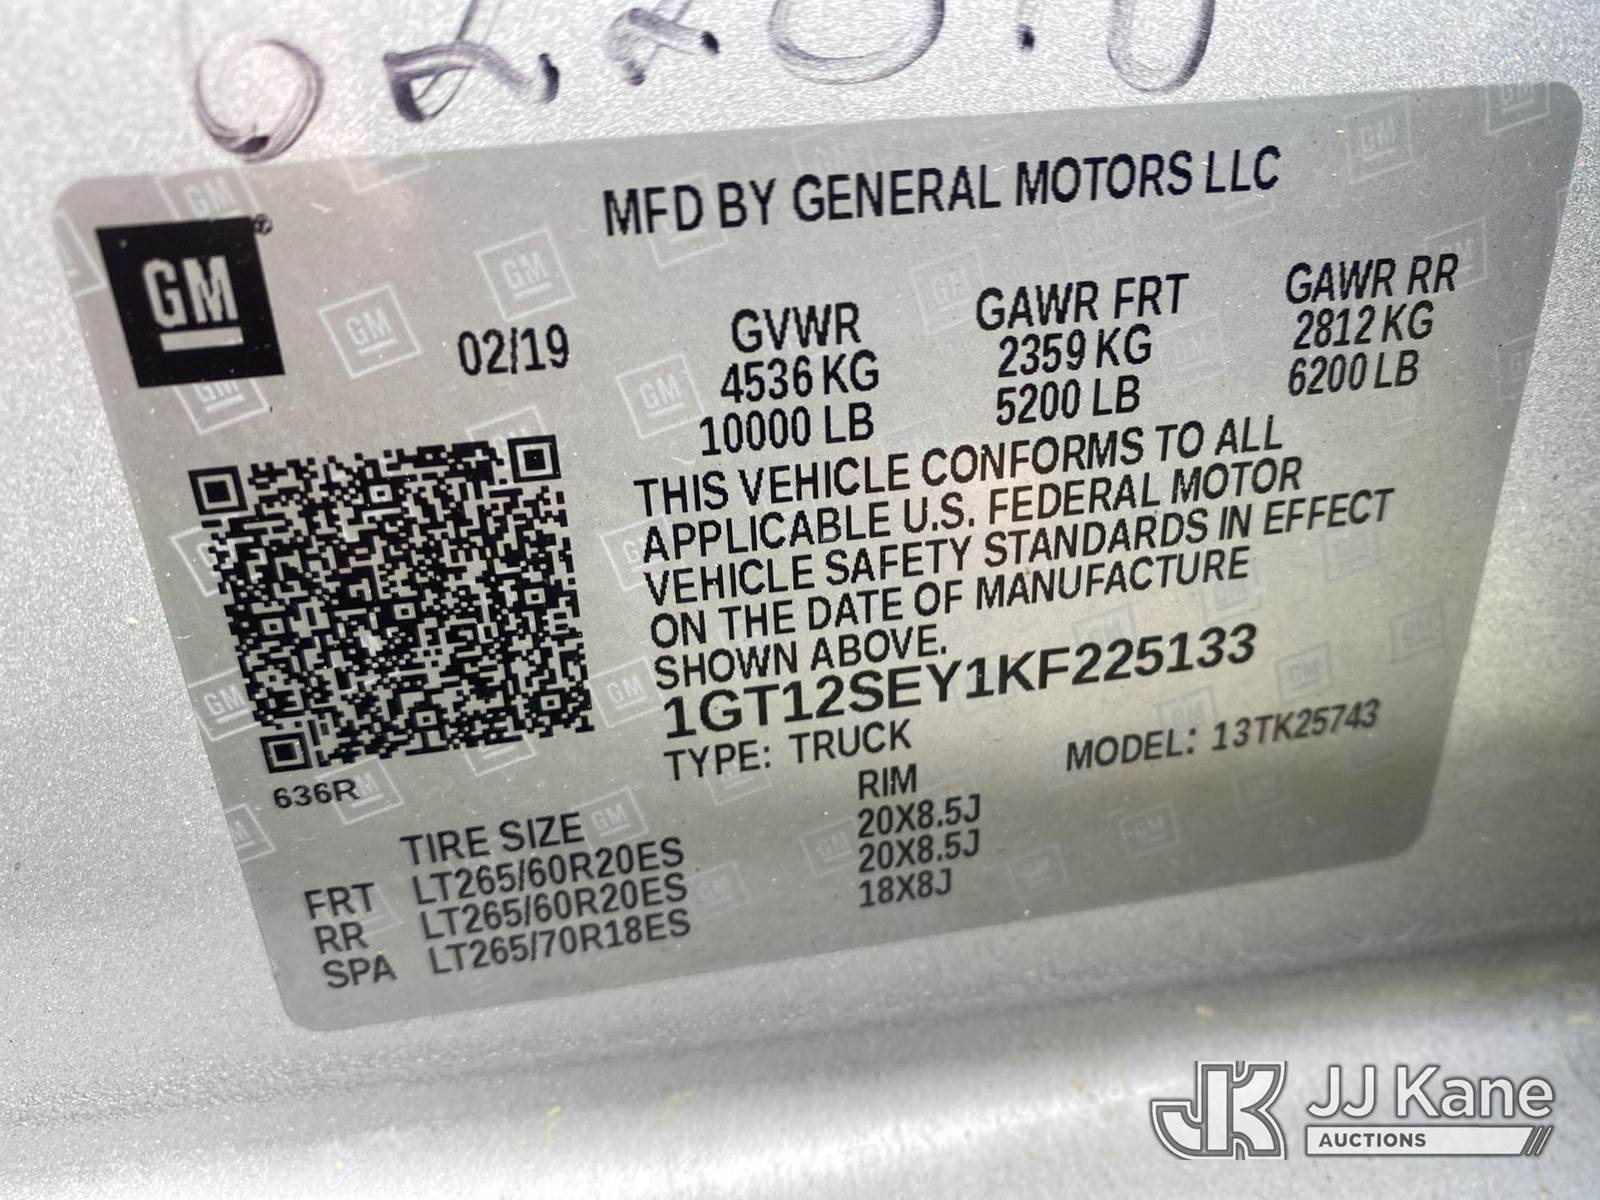 MFD BY GENERAL MOTORS LLC
GM®
02/19
GVWR
4536 KG
10000 LB
GAWR FRT
2359 KG
5200 LB
GAWR RR
2812 KG
6200 LB
THIS VEHICLE CONFORMS TO ALL
APPLICABLE U.S. FEDERAL MOTOR
VEHICLE SAFETY STANDARDS IN EFFECT
ON THE DATE OF MANUFACTURE
SHOWN ABOVE.
1GT12SEY1KF225133
TYPE: TRUCK
MODEL: 13TK25743
636R
TIRE SIZE RIM
FRT LT265/60R20ES 20X8.5J
RR LT265/60R20ES 20X8.5J
SPA LT265/70R18ES 18X8J
JK JJ Kane
AUCTIONS